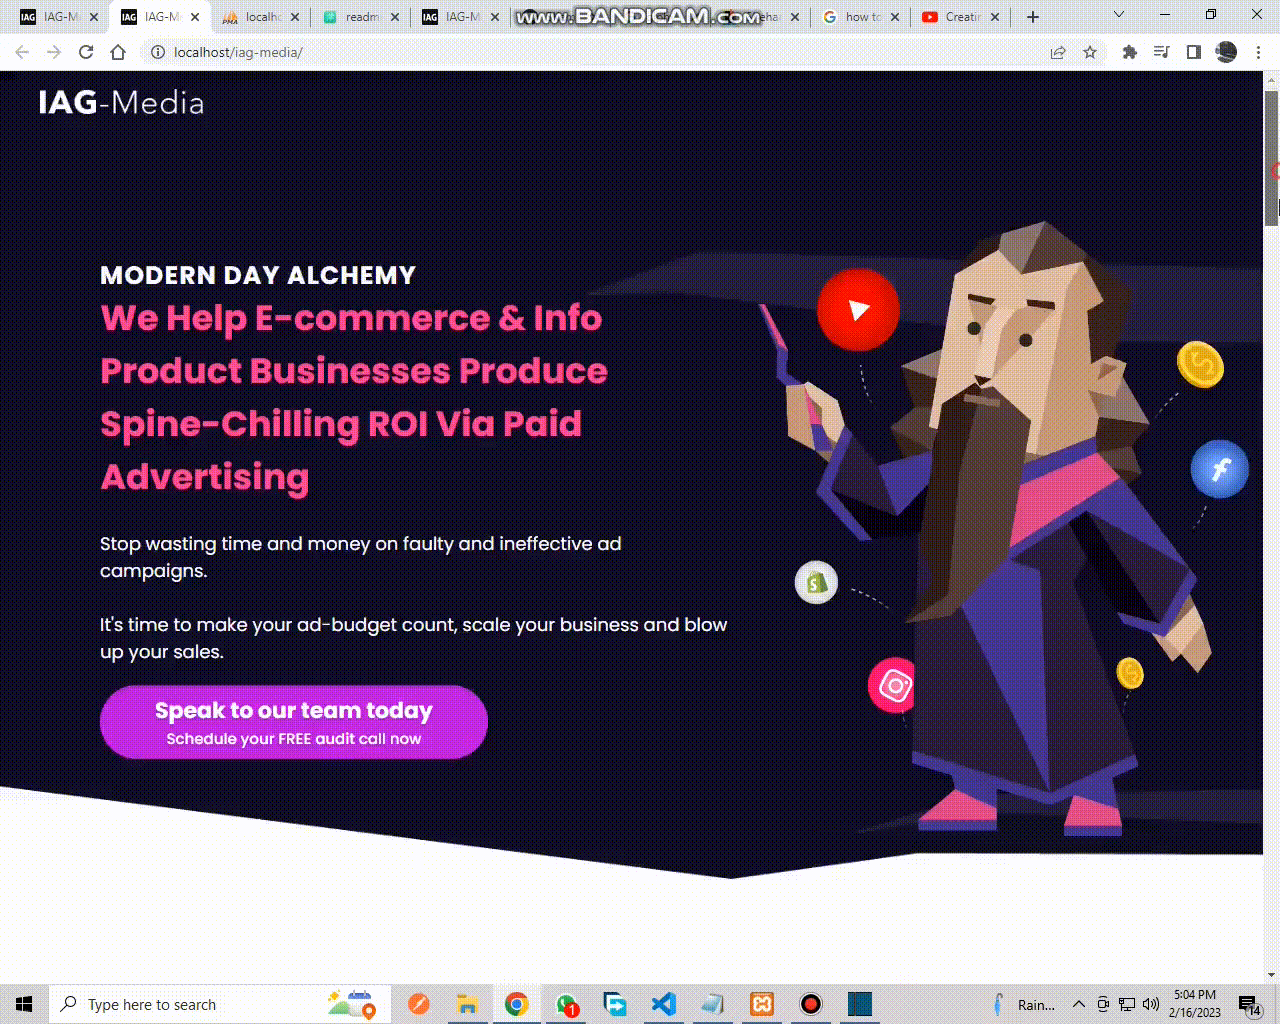 IAG-M
IAG-M
localho
readm
IAG-M
www.BANDICAM.com
ehan
how to
Creatin
localhost/iag-media/
IAG-Media
MODERN DAY ALCHEMY
We Help E-commerce & Info
Product Businesses Produce
Spine-Chilling ROI Via Paid
Advertising
Stop wasting time and money on faulty and ineffective ad
campaigns.
It's time to make your ad-budget count, scale your business and blow
up your sales.
Speak to our team today
Schedule your FREE audit call now
Type here to search
1
Rain...
5:04 PM
2/16/2023
14